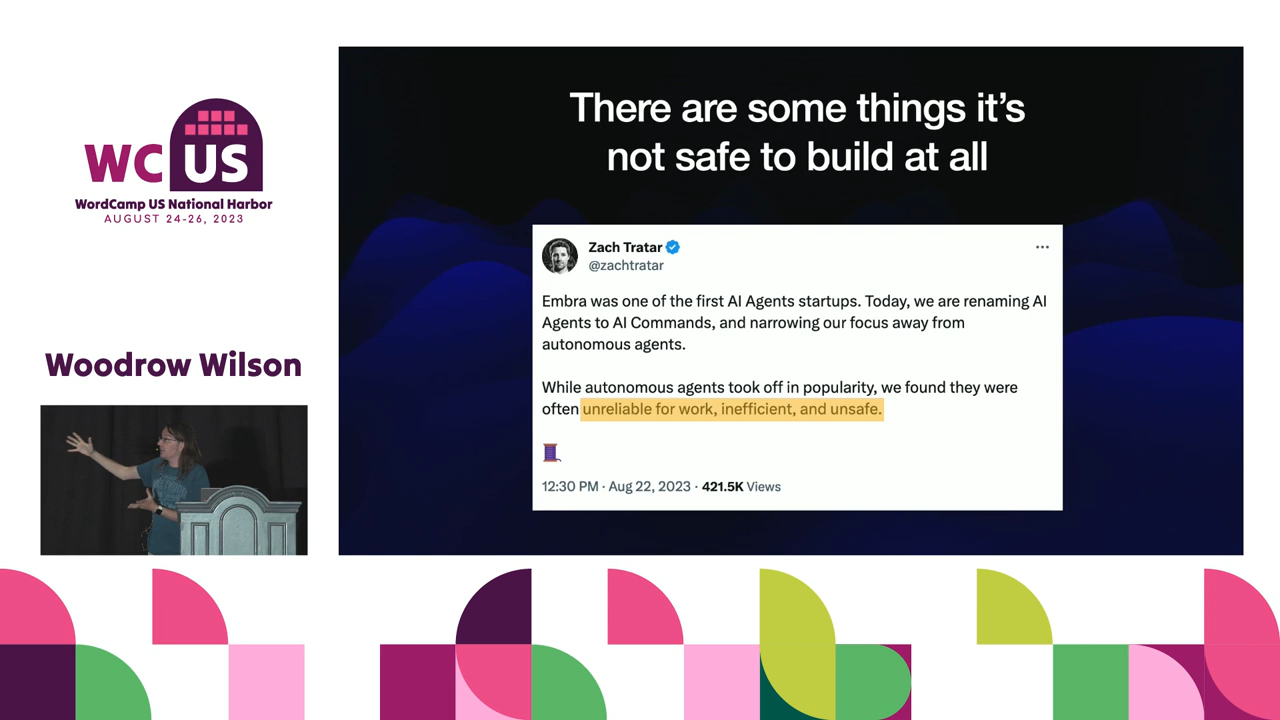 WC US
WordCamp US National Harbor
AUGUST 24-26, 2023
Woodrow Wilson
There are some things it’s
not safe to build at all
Zach Tratar
@zachtratar
Embra was one of the first AI Agents startups. Today, we are renaming AI
Agents to AI Commands, and narrowing our focus away from
autonomous agents.
While autonomous agents took off in popularity, we found they were
often unreliable for work, inefficient, and unsafe.
12:30 PM · Aug 22, 2023 · 421.5K Views